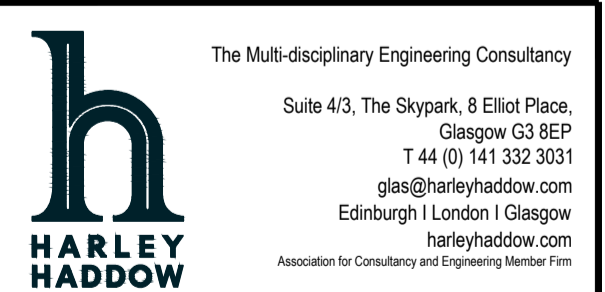 The Multi-disciplinary Engineering Consultancy
Suite 4/3, The Skypark, 8 Elliot Place,
Glasgow G3 8EP
T 44 (0) 141 332 3031
glas@harleyhaddow.com
Edinburgh I London I Glasgow
harleyhaddow.com
Association for Consultancy and Engineering Member Firm
h
HARLEY
HADDOW